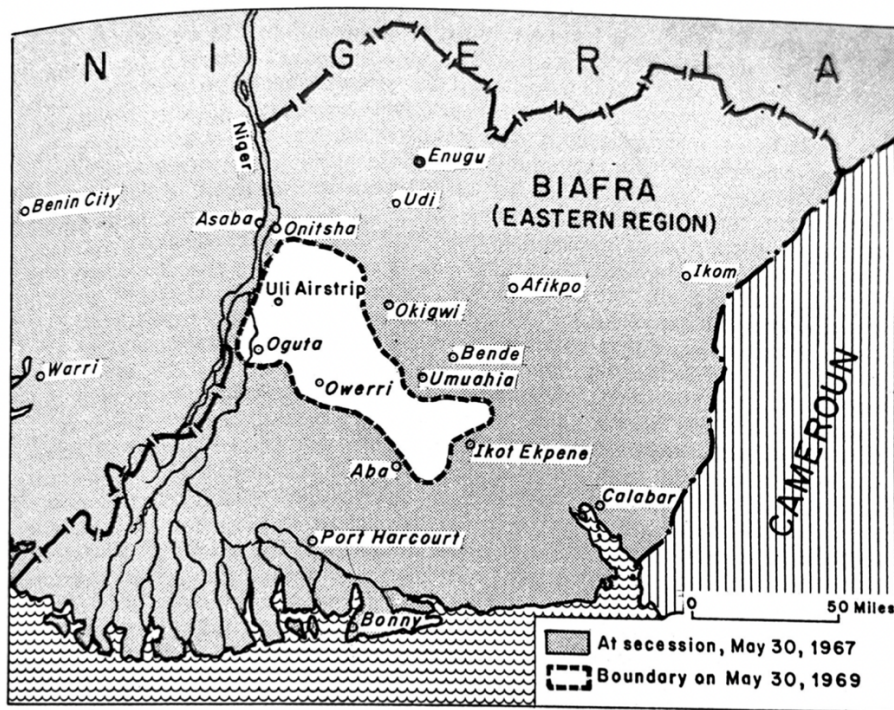 NIGERIA
Niger
Enugu
Benin City
Udi
BIAFRA
(EASTERN REGION)
Asaba
Onitsha
Uli Airstrip
Okigwi
Afikpo
Ikom
Oguta
Bende
Warri
Owerri
Umuahia
Aba
Ikot Ekpene
Calabar
CAMEROUN
Port Harcourt
Bonny
0 50 Miles
At secession, May 30, 1967
Boundary on May 30, 1969